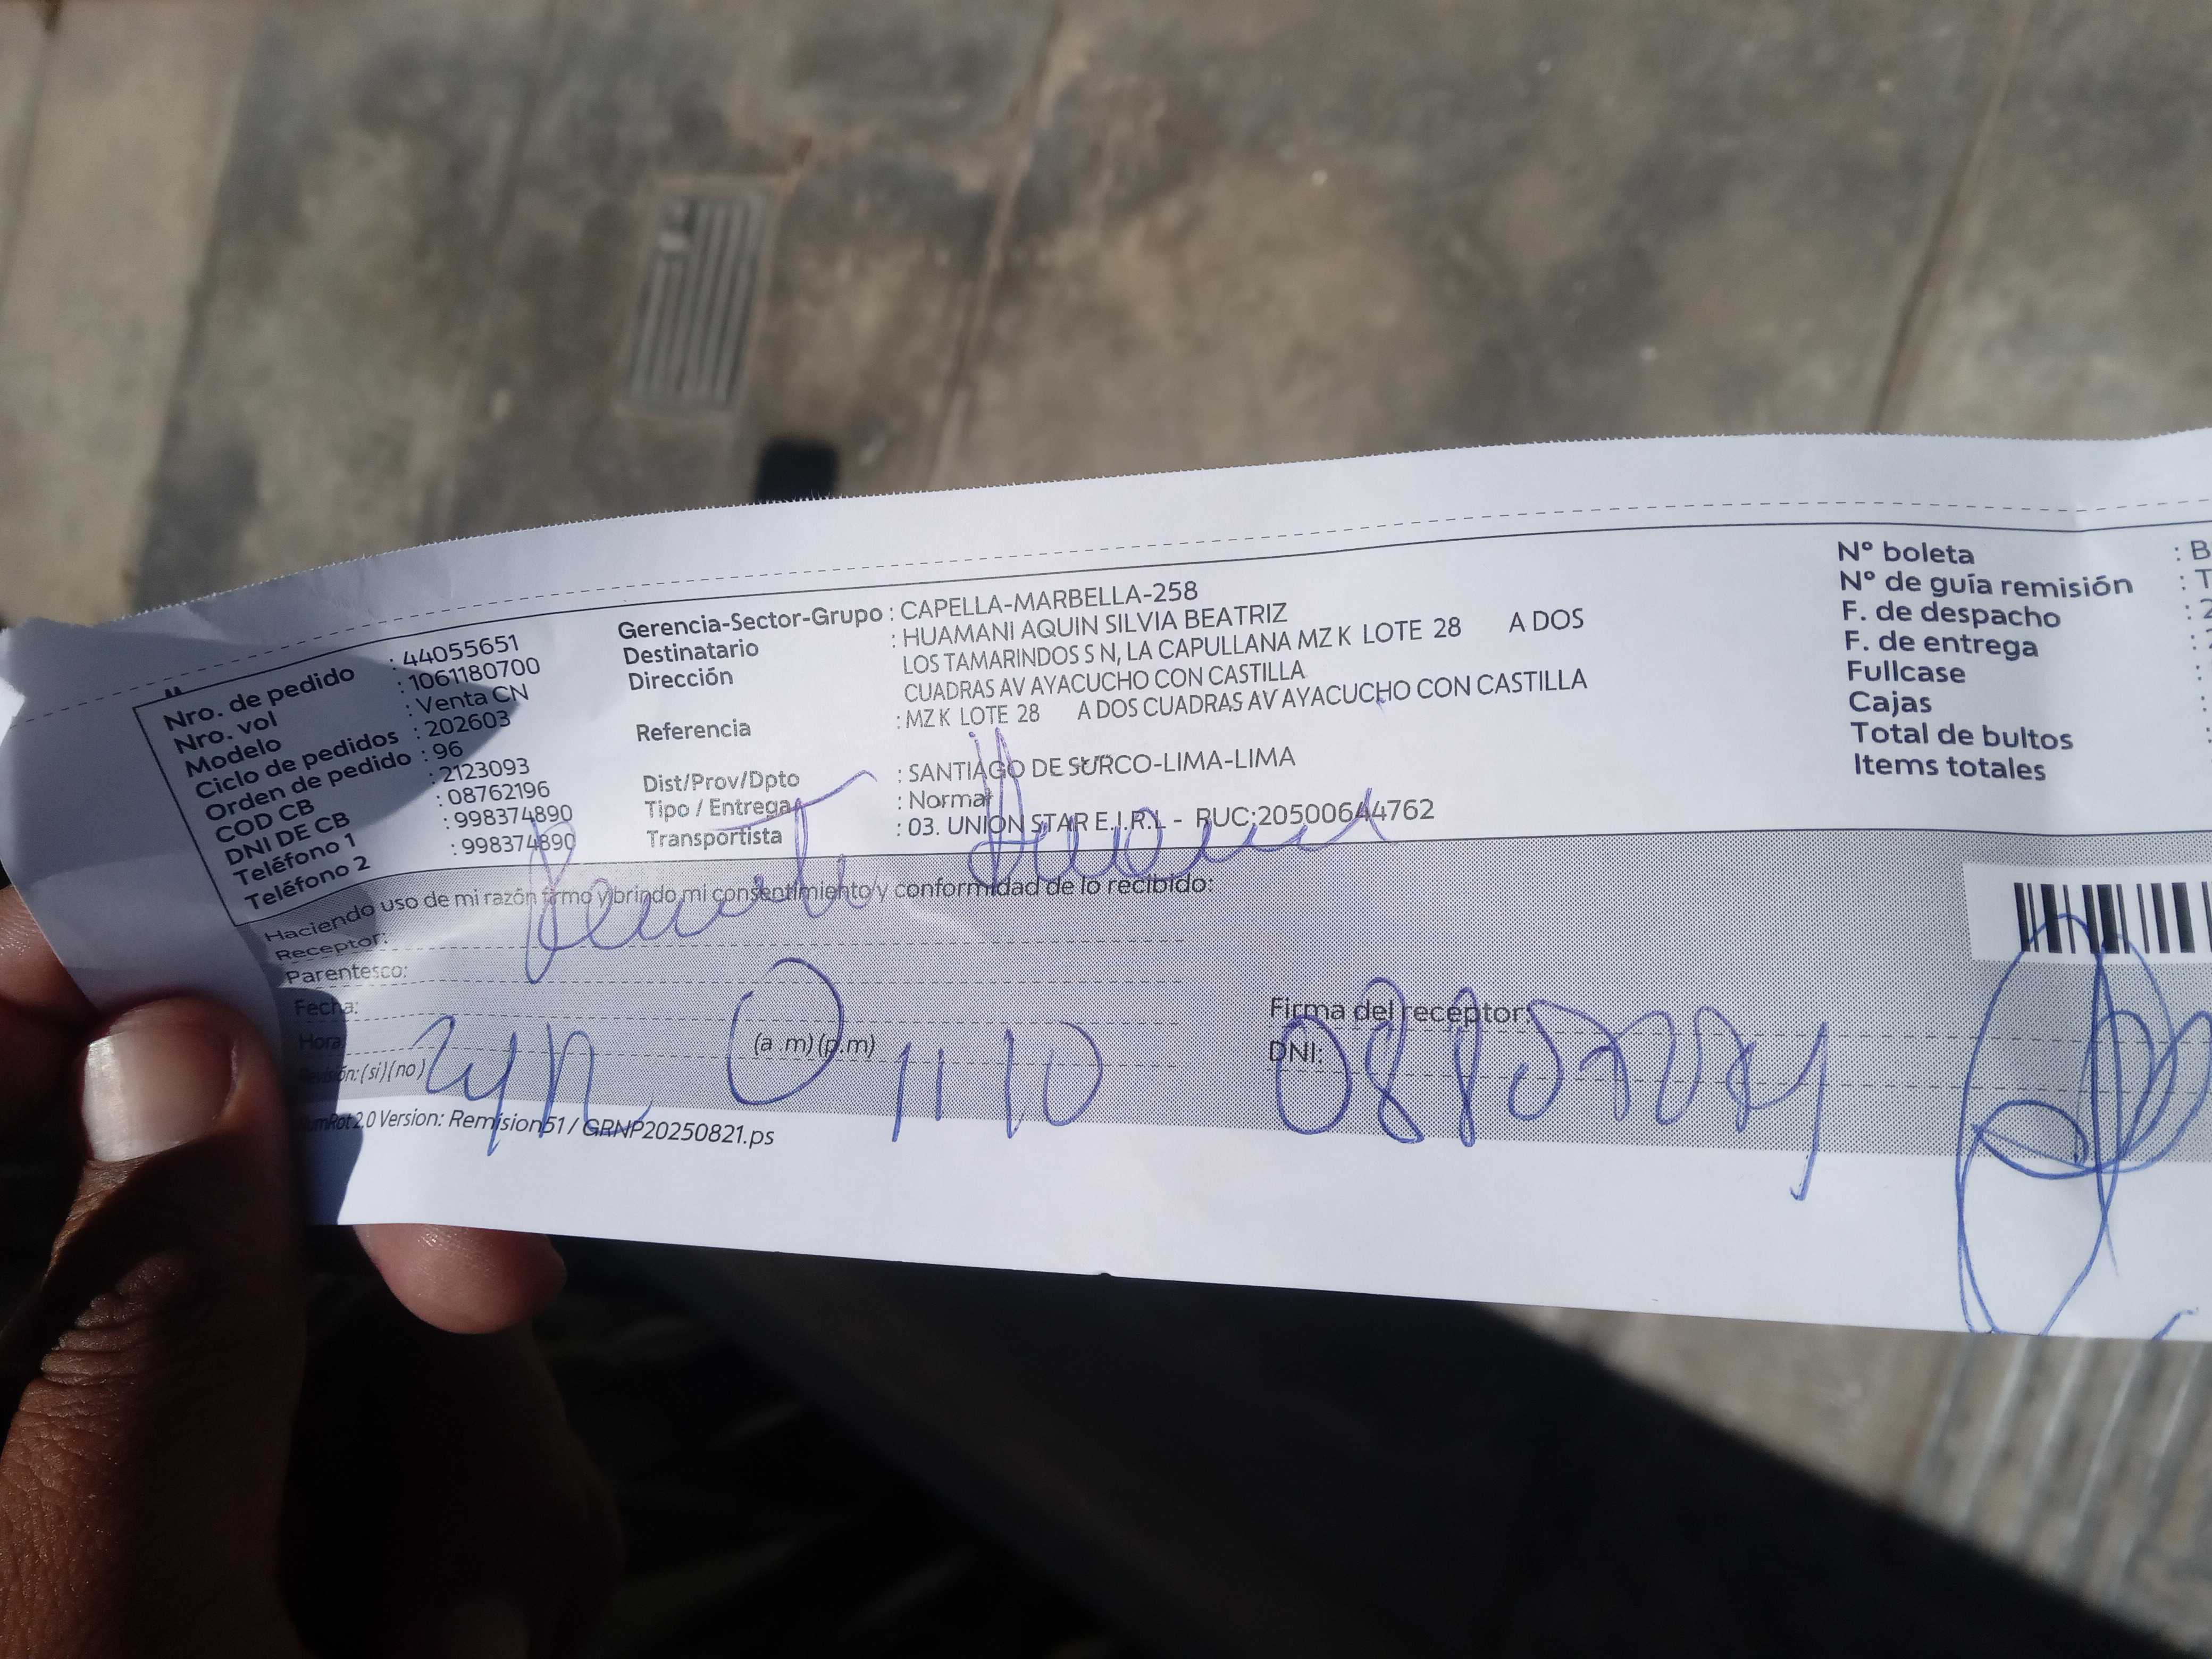 Nro. de pedido : 44055651
Nro. vol : 1061180700
Modelo : Venta CN
Ciclo de pedidos : 202603
Orden de pedido : 96
COD CB : 2123093
DNI DE CB : 08762196
Teléfono 1 : 998374890
Teléfono 2 : 998374890
Gerencia-Sector-Grupo : CAPELLA-MARBELLA-258
Destinatario : HUAMANI AQUIN SILVIA BEATRIZ
Dirección LOS TAMARINDOS S N, LA CAPULLANA MZ K LOTE 28 A DOS
CUADRAS AV AYACUCHO CON CASTILLA
Referencia : MZ K LOTE 28 A DOS CUADRAS AV AYACUCHO CON CASTILLA
Dist/Prov/Dpto : SANTIAGO DE SURCO-LIMA-LIMA
Tipo / Entrega : Normal
Transportista : 03. UNION STAR E.I.R.L - RUC:20500644762
N° boleta : B
N° de guía remisión : T
F. de despacho : 2
F. de entrega :
Fullcase :
Cajas :
Total de bultos :
Items totales
Haciendo uso de mi razón firmo y brindo mi consentimiento y conformidad de lo recibido:
Receptor:
Parentesco:
Fecha:
Hora: (a .m) (p.m) 11 10
Revisión: (si) (no)
Firma del receptor:
DNI:
NumRot 2.0 Version: Remision51 / GRNP20250821.ps